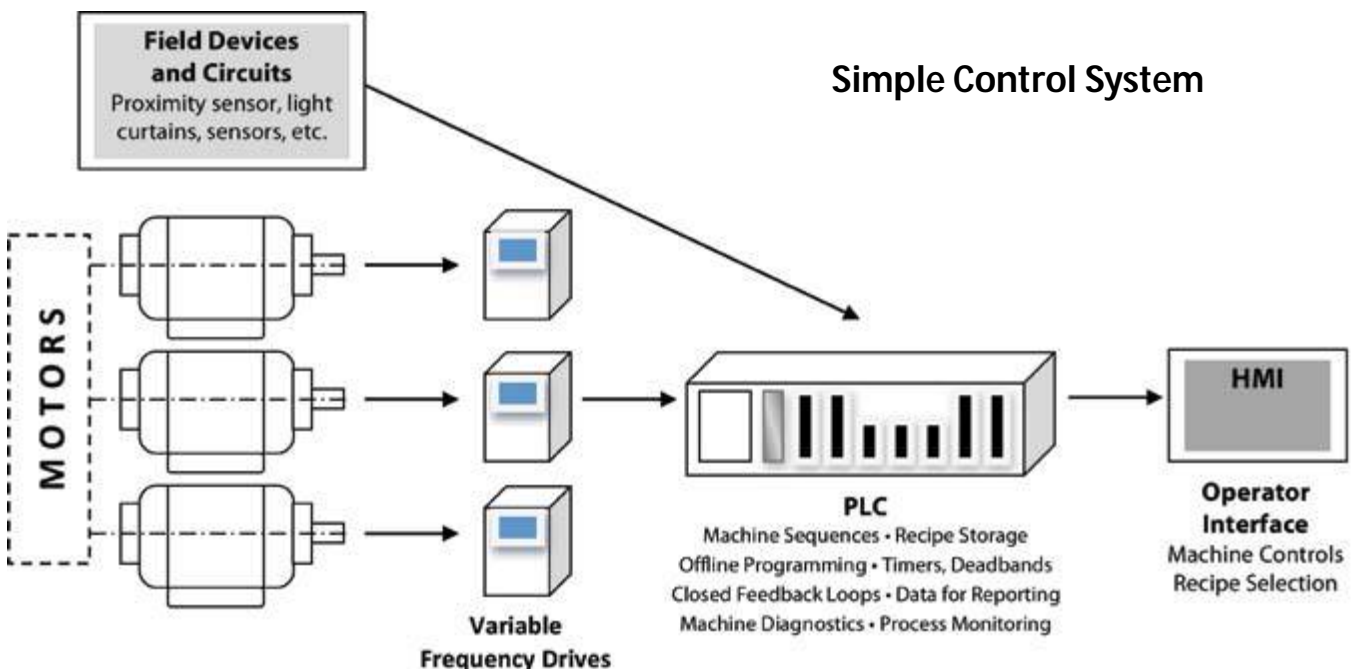 Field Devices
and Circuits
Proximity sensor, light
curtains, sensors, etc.
Simple Control System
MOTORS
Variable
Frequency Drives
PLC
Machine Sequences • Recipe Storage
Offline Programming • Timers, Deadbands
Closed Feedback Loops • Data for Reporting
Machine Diagnostics • Process Monitoring
HMI
Operator
Interface
Machine Controls
Recipe Selection